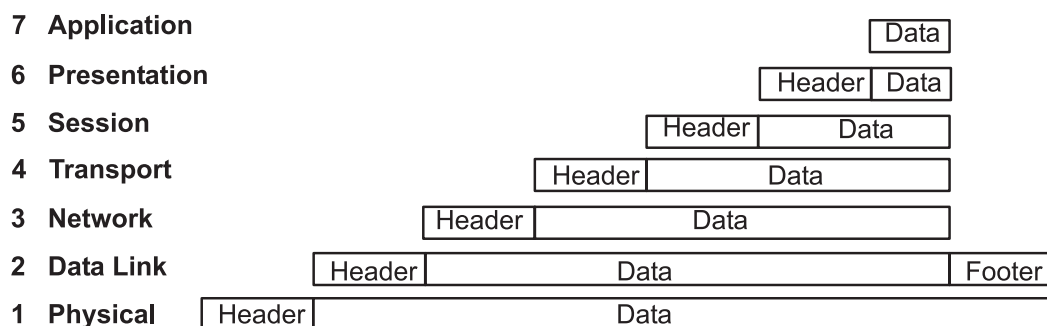 7 Application Data
6 Presentation Header Data
5 Session Header Data
4 Transport Header Data
3 Network Header Data
2 Data Link Header Data Footer
1 Physical Header Data